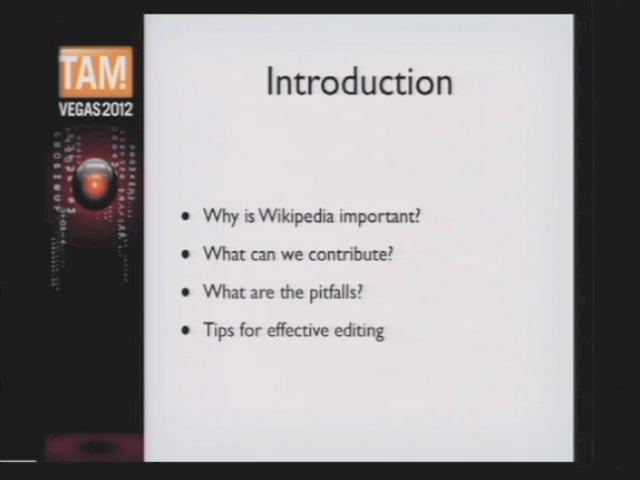 TAM!
VEGAS 2012
Introduction
• Why is Wikipedia important?
• What can we contribute?
• What are the pitfalls?
• Tips for effective editing